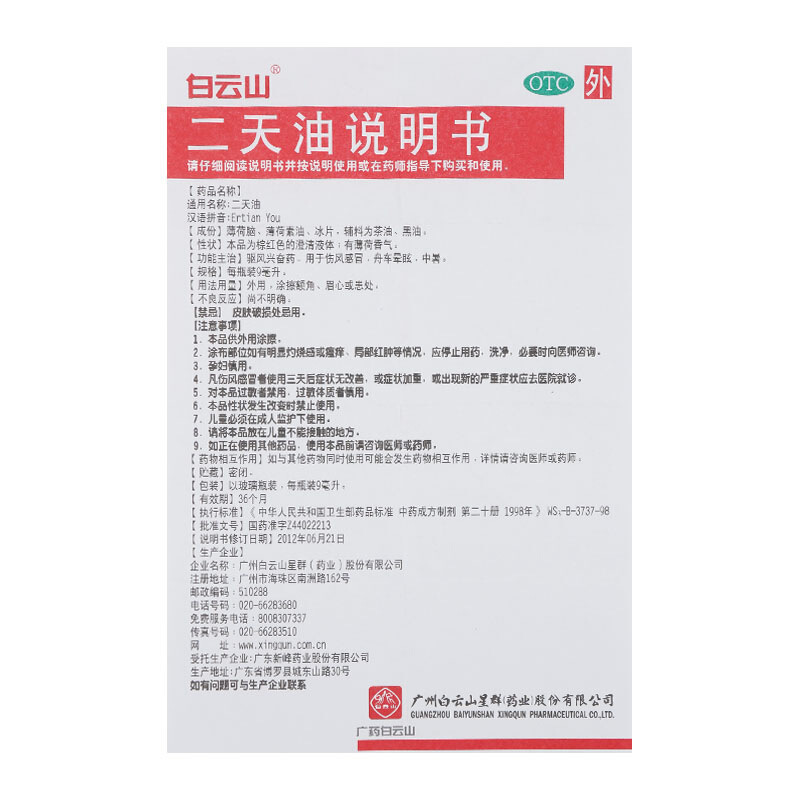 白云山®
OTC 外
二天油说明书
请仔细阅读说明书并按说明使用或在药师指导下购买和使用。
【药品名称】
通用名称:二天油
汉语拼音:Ertian You
【成份】薄荷脑、薄荷素油、冰片，辅料为茶油、黑油。
【性状】本品为棕红色的澄清液体；有薄荷香气。
【功能主治】驱风兴奋药。用于伤风感冒，舟车晕眩，中暑。
【规格】每瓶装9毫升。
【用法用量】外用，涂擦额角、眉心或患处。
【不良反应】尚不明确。
【禁忌】 皮肤破损处忌用。
【注意事项】
1．本品供外用涂擦。
2．涂布部位如有明显灼烧感或瘙痒、局部红肿等情况，应停止用药，洗净，必要时向医师咨询。
3．孕妇慎用。
4．凡伤风感冒者使用三天后症状无改善，或症状加重，或出现新的严重症状应去医院就诊。
5．对本品过敏者禁用，过敏体质者慎用。
6．本品性状发生改变时禁止使用。
7．儿童必须在成人监护下使用。
8．请将本品放在儿童不能接触的地方。
9．如正在使用其他药品，使用本品前请咨询医师或药师。
【药物相互作用】如与其他药物同时使用可能会发生药物相互作用，详情请咨询医师或药师。
【贮藏】密闭。
【包装】以玻璃瓶装，每瓶装9毫升。
【有效期】36个月
【执行标准】《中华人民共和国卫生部药品标准 中药成方制剂 第二十册 1998年》 WS₃-B-3737-98
【批准文号】国药准字Z44022213
【说明书修订日期】2012年06月21日
【生产企业】
企业名称：广州白云山星群（药业）股份有限公司
注册地址：广州市海珠区南洲路162号
邮政编码：510288
电话号码：020-66283680
免费服务电话：8008307337
传真号码：020-66283510
网 址：www.xingqun.com.cn
受托生产企业:广东新峰药业股份有限公司
生产地址:广东省博罗县城东山路30号
如有问题可与生产企业联系
白云山
广州白云山星群(药业)股份有限公司
GUANGZHOU BAIYUNSHAN XINGQUN PHARMACEUTICAL CO.,LTD.
广药白云山